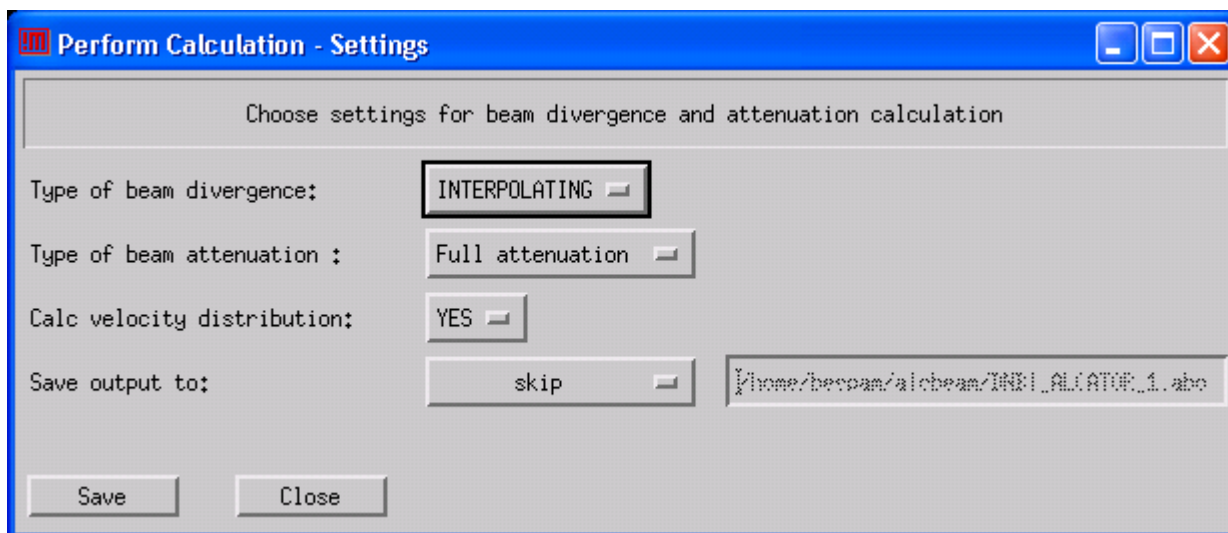 Perform Calculation - Settings
Choose settings for beam divergence and attenuation calculation
Type of beam divergence: INTERPOLATING
Type of beam attenuation : Full attenuation
Calc velocity distribution: YES
Save output to: skip
Save Close